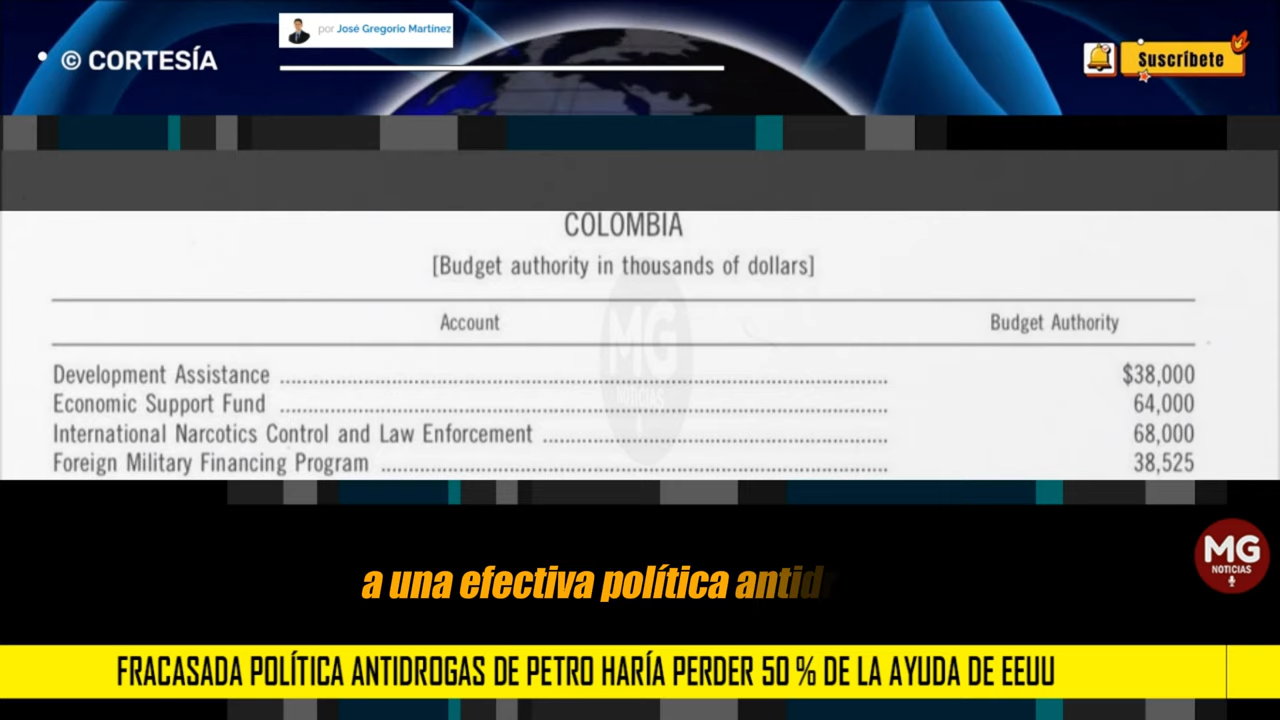 por José Gregorio Martínez
© CORTESÍA
Suscríbete
COLOMBIA
[Budget authority in thousands of dollars]
Account Budget Authority
Development Assistance ........ $38,000
Economic Support Fund ........ 64,000
International Narcotics Control and Law Enforcement ........ 68,000
Foreign Military Financing Program ........ 38,525
MG
NOTICIAS
a una efectiva política antid
MG
NOTICIAS
FRACASADA POLÍTICA ANTIDROGAS DE PETRO HARÍA PERDER 50 % DE LA AYUDA DE EEUU